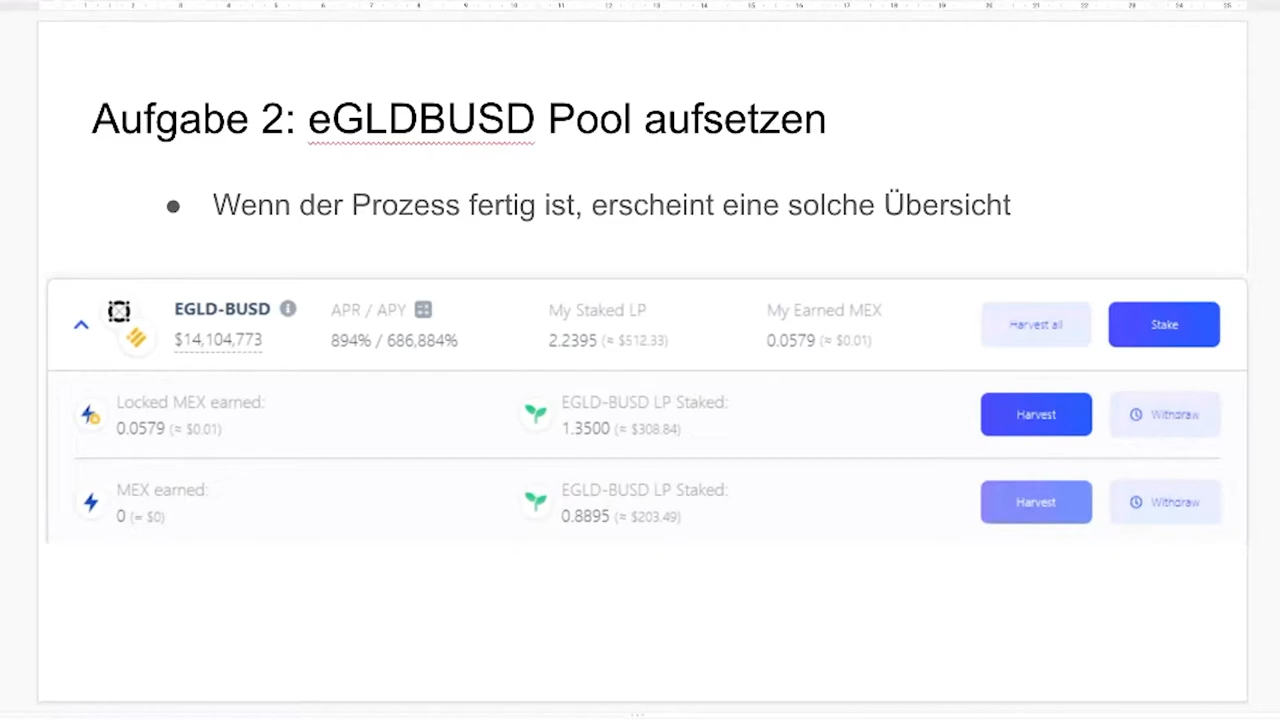 Aufgabe 2: eGLDBUSD Pool aufsetzen
● Wenn der Prozess fertig ist, erscheint eine solche Übersicht
EGLD-BUSD APR / APY My Staked LP My Earned MEX Harvest all Stake
$14,104,773 894% / 686,884% 2.2395 (≈ $512.33) 0.0579 (≈ $0.01)
Locked MEX earned: EGLD-BUSD LP Staked: Harvest Withdraw
0.0579 (≈ $0.01) 1.3500 (≈ $308.84)
MEX earned: EGLD-BUSD LP Staked: Harvest Withdraw
0 (= $0) 0.8895 (≈ $203.49)